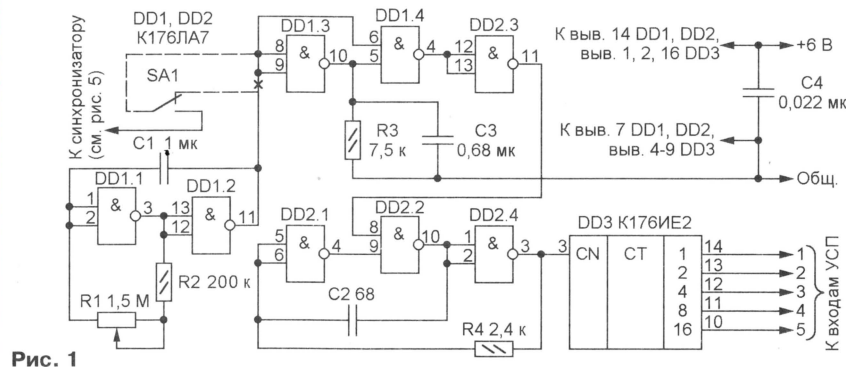 DD1, DD2
К176ЛА7
DD1.3
DD1.4
DD2.3
К выв. 14 DD1, DD2,
выв. 1, 2, 16 DD3
+6 В
SA1
8
9
&
10
6
5
&
4
12
13
&
11
К синхронизатору
(см. рис. 5)
C4
0,022 мк
C1 1 мк
R3
7,5 к
C3
0,68 мк
К выв. 7 DD1, DD2,
выв. 4-9 DD3
Общ.
DD1.1
DD1.2
1
2
&
3
13
12
&
11
DD2.1
DD2.2
DD2.4
DD3 К176ИЕ2
5
6
&
4
8
9
&
10
1
2
&
3
3
CN
CT
1
2
4
8
16
14
13
12
11
10
1
2
3
4
5
К входам УСП
R2 200 к
R1 1,5 М
C2 68
R4 2,4 к
Рис. 1